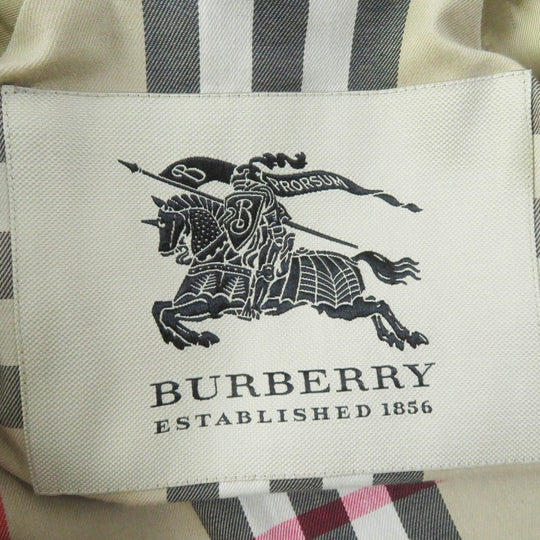 B
PRORSUM
B
BURBERRY
ESTABLISHED 1856